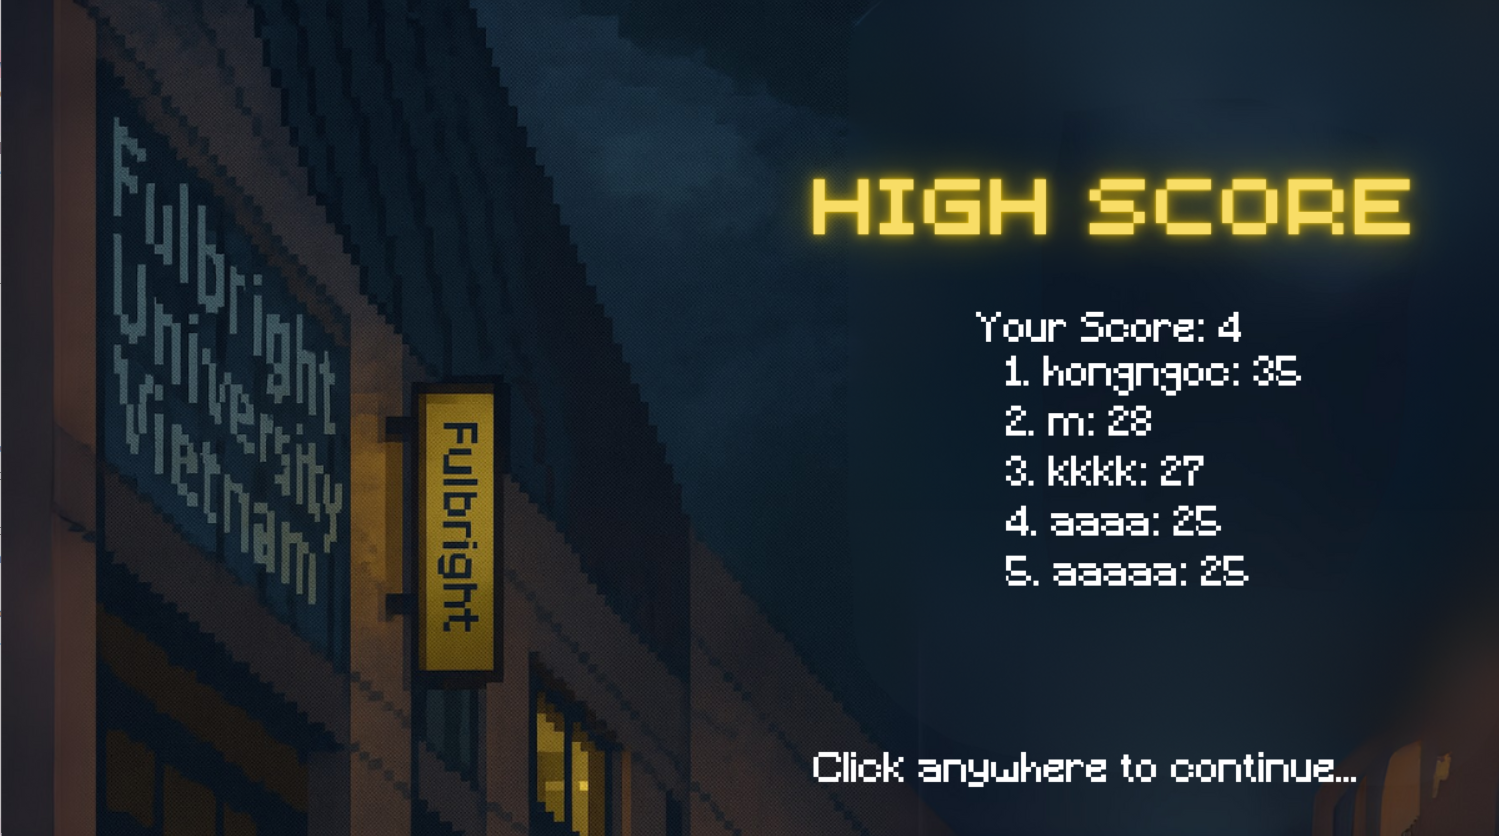 Fulbright
University
Vietnam
Fulbright
HIGH SCORE
Your Score: 4
1. hongngoc: 35
2. m: 28
3. kkkk: 27
4. aaaa: 25
5. aaaaa: 25
Click anywhere to continue...